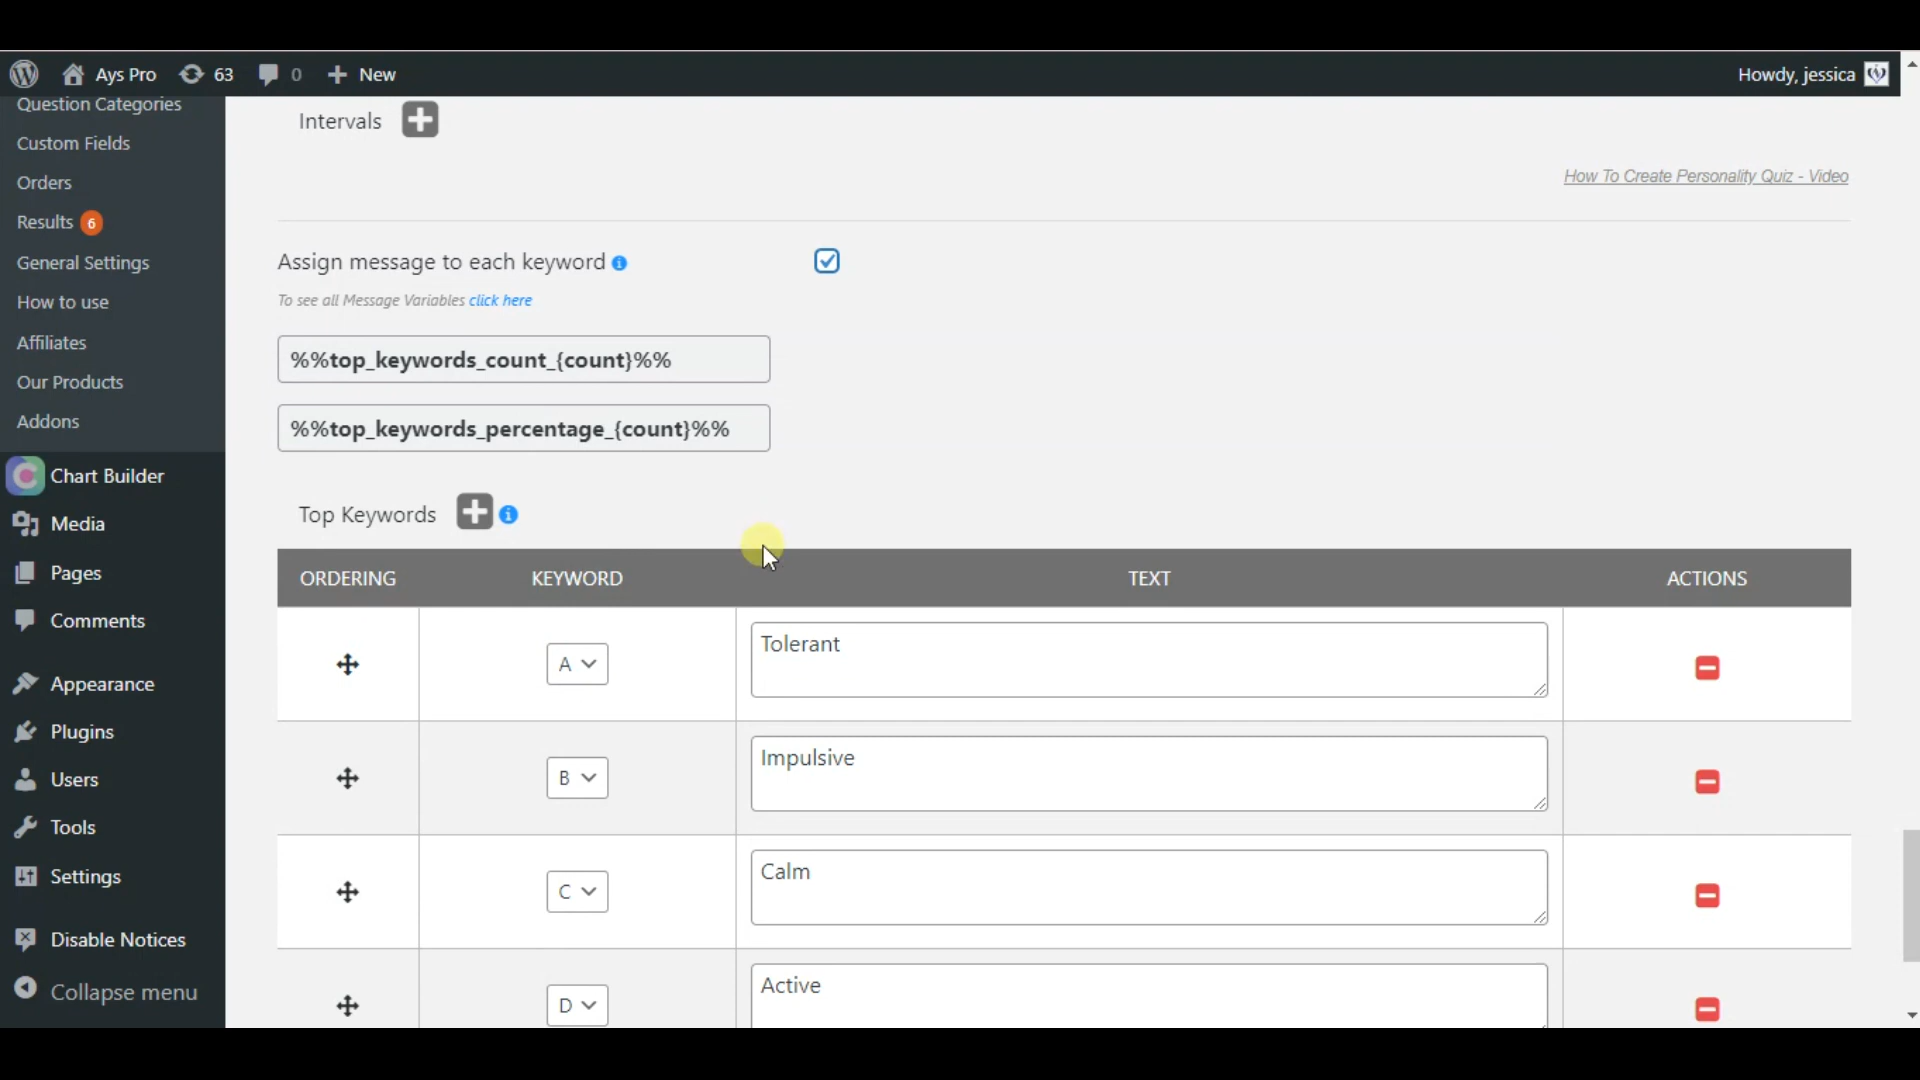 Ays Pro 63 0 New Howdy, jessica
Question Categories
Custom Fields
Orders
Results 6
General Settings
How to use
Affiliates
Our Products
Addons
Chart Builder
Media
Pages
Comments
Appearance
Plugins
Users
Tools
Settings
Disable Notices
Collapse menu
Intervals
How To Create Personality Quiz - Video
Assign message to each keyword
To see all Message Variables click here
%%top_keywords_count_{count}%%
%%top_keywords_percentage_{count}%%
Top Keywords
ORDERING KEYWORD TEXT ACTIONS
A Tolerant
B Impulsive
C Calm
D Active